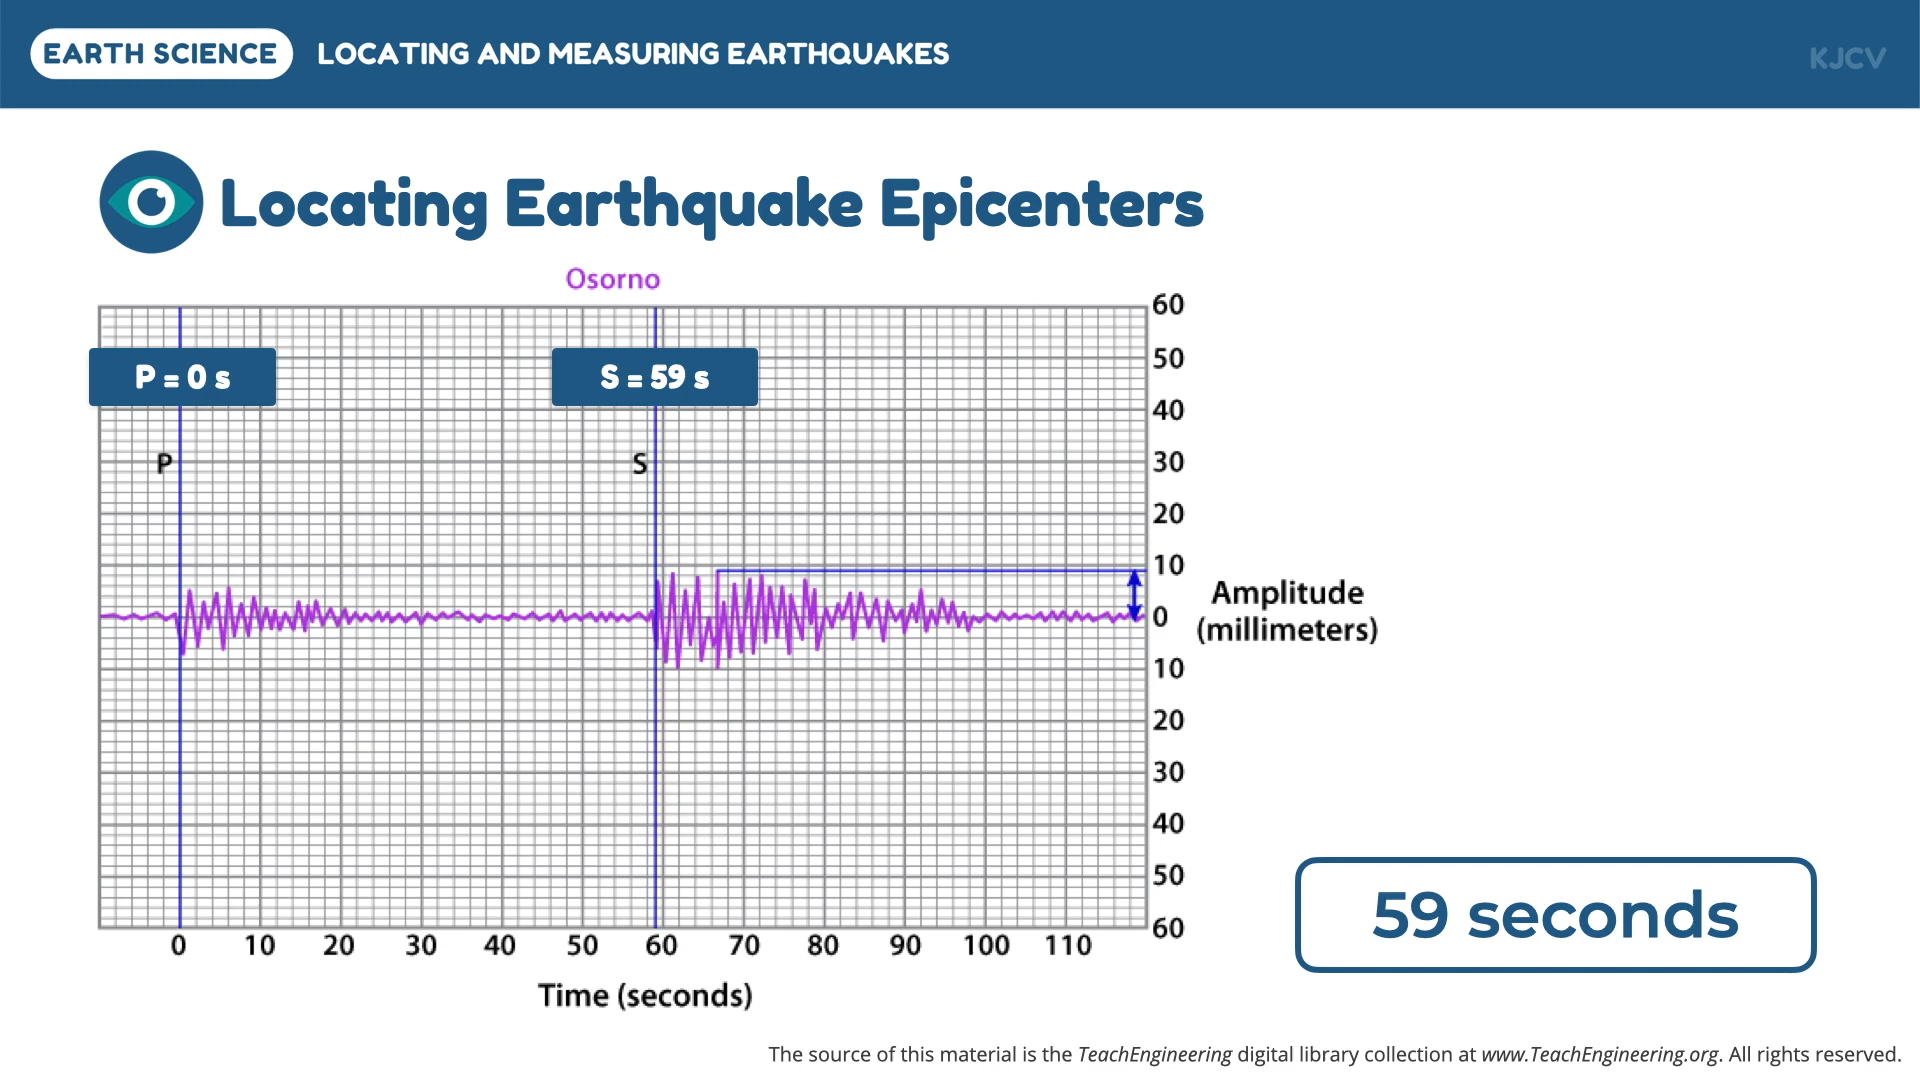 EARTH SCIENCE LOCATING AND MEASURING EARTHQUAKES KJCV
Locating Earthquake Epicenters
Osorno
60
50
P = 0 s S = 59 s
40
P S 30
20
10
Amplitude
0
(millimeters)
10
20
30
40
50
59 seconds
60
0 10 20 30 40 50 60 70 80 90 100 110
Time (seconds)
The source of this material is the TeachEngineering digital library collection at www.TeachEngineering.org. All rights reserved.